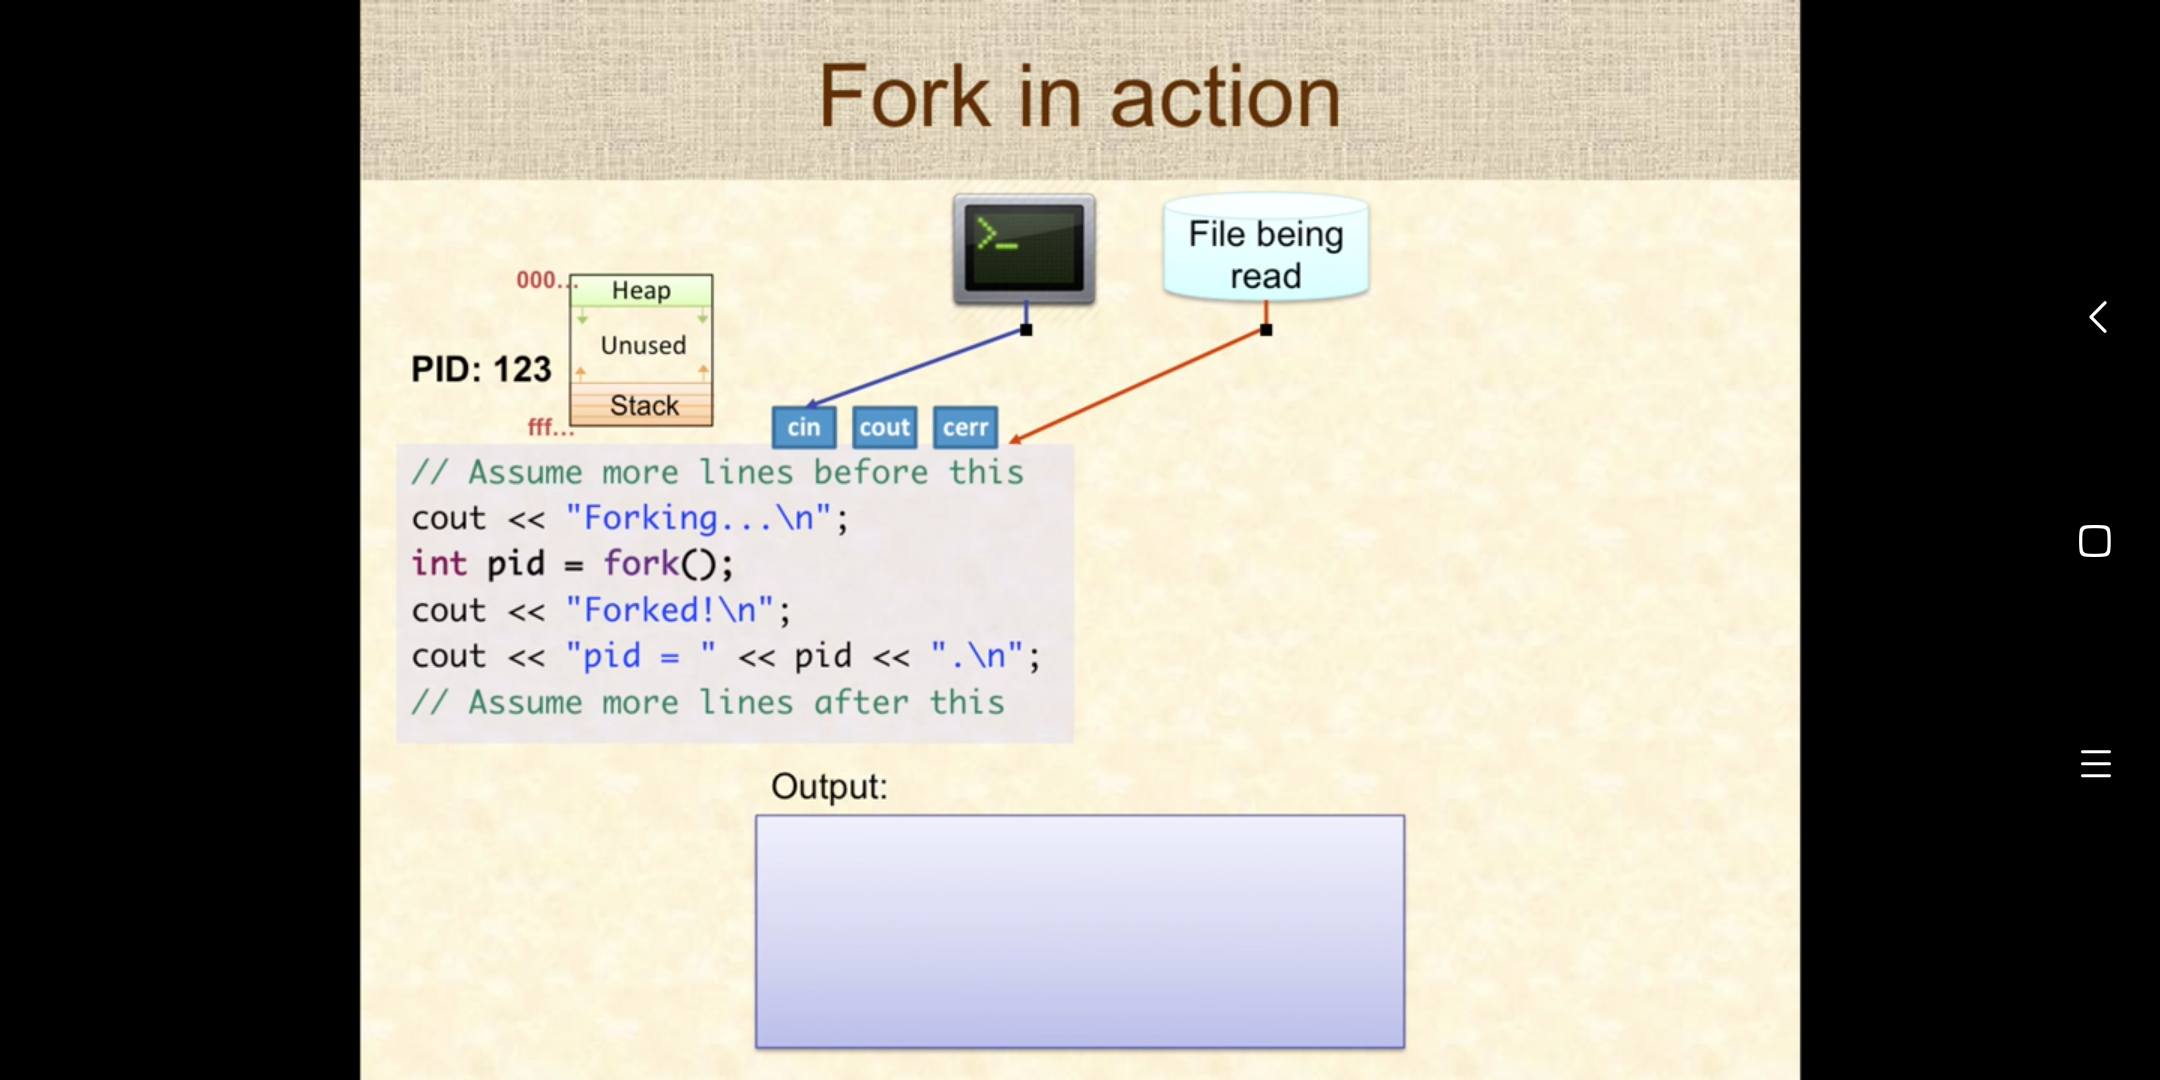 Fork in action
>_
File being
read
000...
Heap
Unused
PID: 123
Stack
fff...
cin cout cerr
// Assume more lines before this
cout << "Forking...\n";
int pid = fork();
cout << "Forked!\n";
cout << "pid = " << pid << ".\n";
// Assume more lines after this
Output: